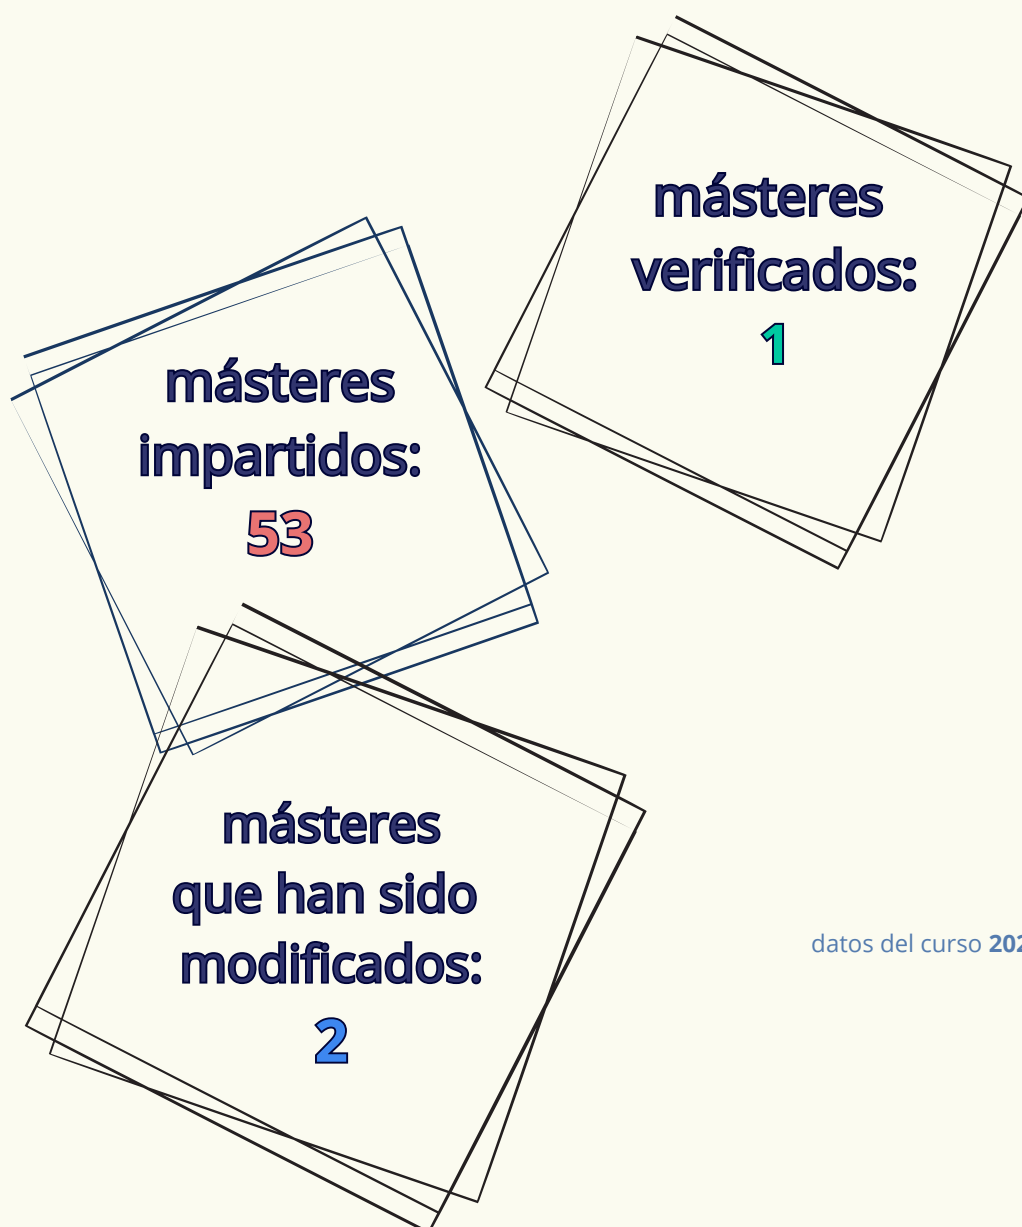 másteres
verificados:
1
másteres
impartidos:
53
másteres
que han sido
modificados:
2
datos del curso